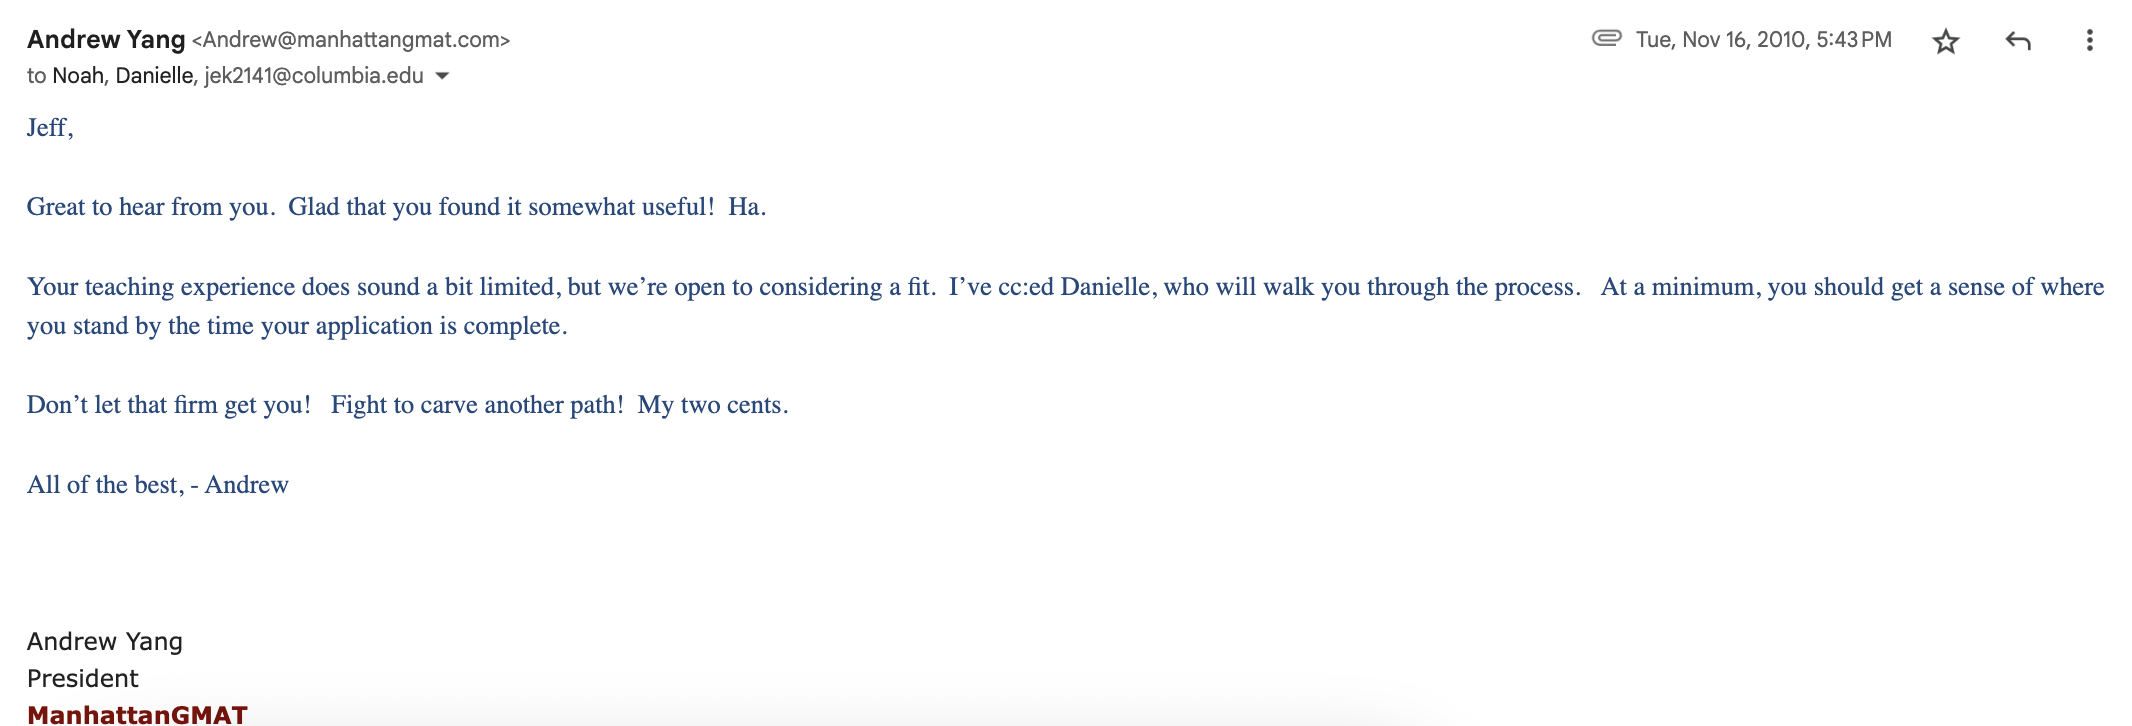 Andrew Yang <Andrew@manhattangmat.com>
Tue, Nov 16, 2010, 5:43 PM
to Noah, Danielle, jek2141@columbia.edu
Jeff,
Great to hear from you.  Glad that you found it somewhat useful!  Ha.
Your teaching experience does sound a bit limited, but we’re open to considering a fit.  I’ve cc:ed Danielle, who will walk you through the process.   At a minimum, you should get a sense of where
you stand by the time your application is complete.
Don’t let that firm get you!   Fight to carve another path!  My two cents.
All of the best, - Andrew
Andrew Yang
President
ManhattanGMAT